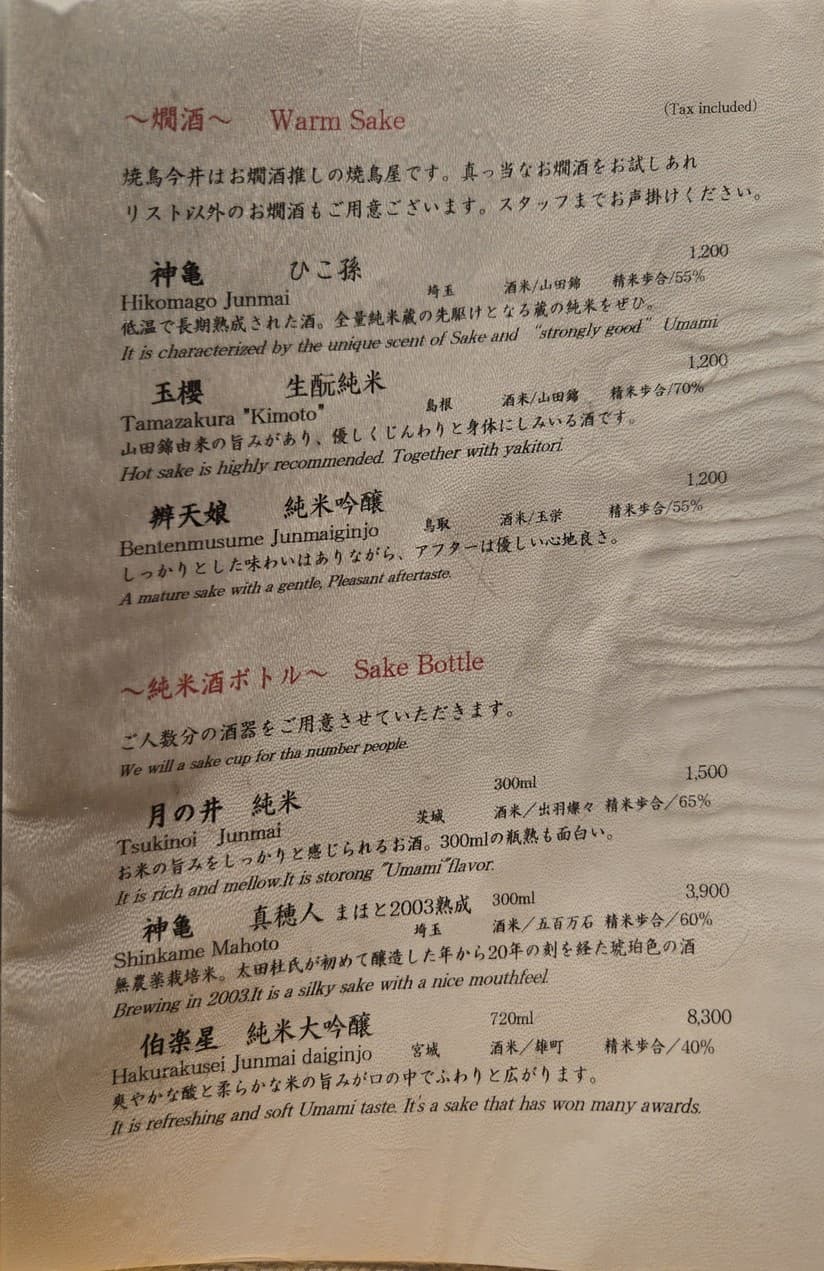 ～燗酒～ Warm Sake
(Tax included)
焼鳥今井はお燗酒推しの焼鳥屋です。真っ当なお燗酒をお試しあれ
リスト以外のお燗酒もご用意ございます。スタッフまでお声掛けください。
神亀 ひこ孫 1,200
Hikomago Junmai 埼玉 酒米/山田錦 精米歩合/55%
低温で長期熟成された酒。全量純米蔵の先駆けとなる蔵の純米をぜひ。
It is characterized by the unique scent of Sake and “strongly good” Umami
玉櫻 生酛純米 1,200
Tamazakura "Kimoto" 島根 酒米/山田錦 精米歩合/70%
山田錦由来の旨みがあり、優しくじんわりと身体にしみいる酒です。
Hot sake is highly recommended. Together with yakitori.
辨天娘 純米吟醸 1,200
Bentenmusume Junmaiginjo 鳥取 酒米/玉栄 精米歩合/55%
しっかりとした味わいはありながら、アフターは優しい心地良さ。
A mature sake with a gentle, Pleasant aftertaste.
～純米酒ボトル～ Sake Bottle
ご人数分の酒器をご用意させていただきます。
We will a sake cup for tha number people.
月の井 純米 300ml 1,500
Tsukinoi Junmai 茨城 酒米／出羽燦々 精米歩合／65%
お米の旨みをしっかりと感じられるお酒。300mlの瓶熟も面白い。
It is rich and mellow.It is storong "Umami"flavor.
神亀 真穂人 まほと2003熟成 300ml 3,900
Shinkame Mahoto 埼玉 酒米／五百万石 精米歩合／60%
無農薬栽培米。太田杜氏が初めて醸造した年から20年の刻を経た琥珀色の酒
Brewing in 2003.It is a silky sake with a nice mouthfeel.
伯楽星 純米大吟醸 720ml 8,300
Hakurakusei Junmai daiginjo 宮城 酒米／雄町 精米歩合／40%
爽やかな酸と柔らかな米の旨みが口の中でふわりと広がります。
It is refreshing and soft Umami taste. It's a sake that has won many awards.